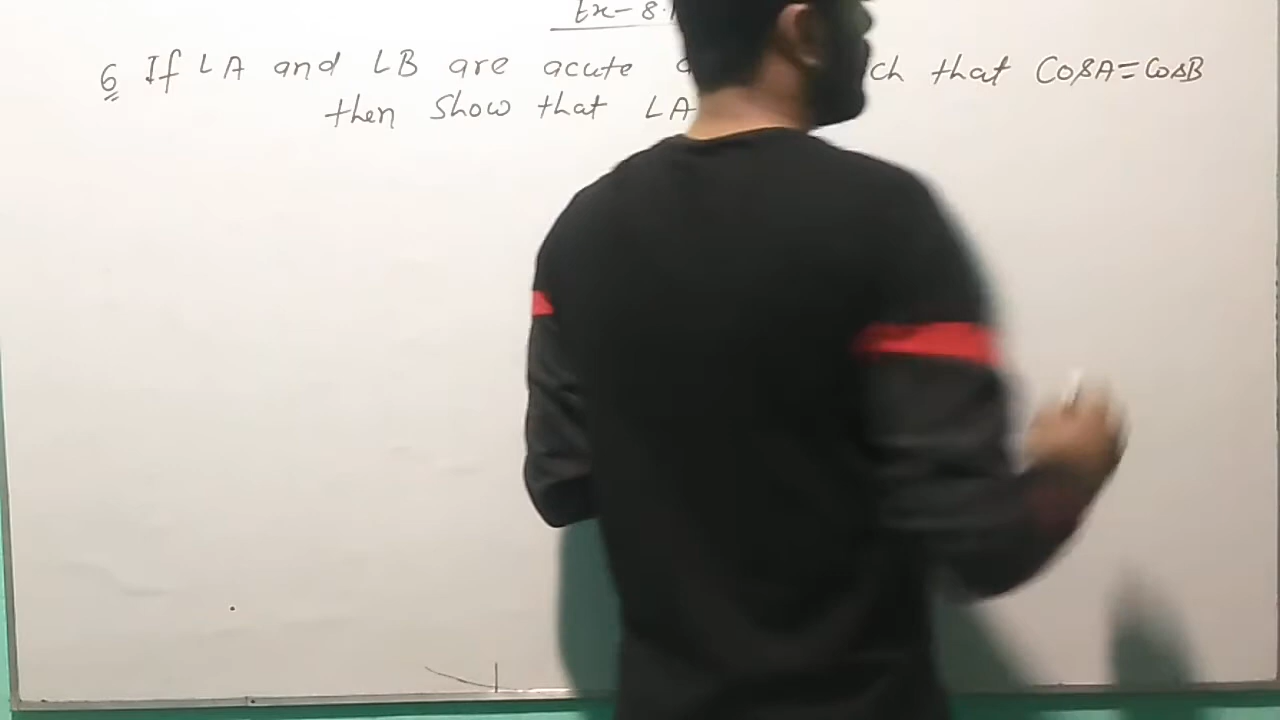 Ex-8.
6 If ∠A and ∠B are acute ch that CosA=CosB
then show that ∠A